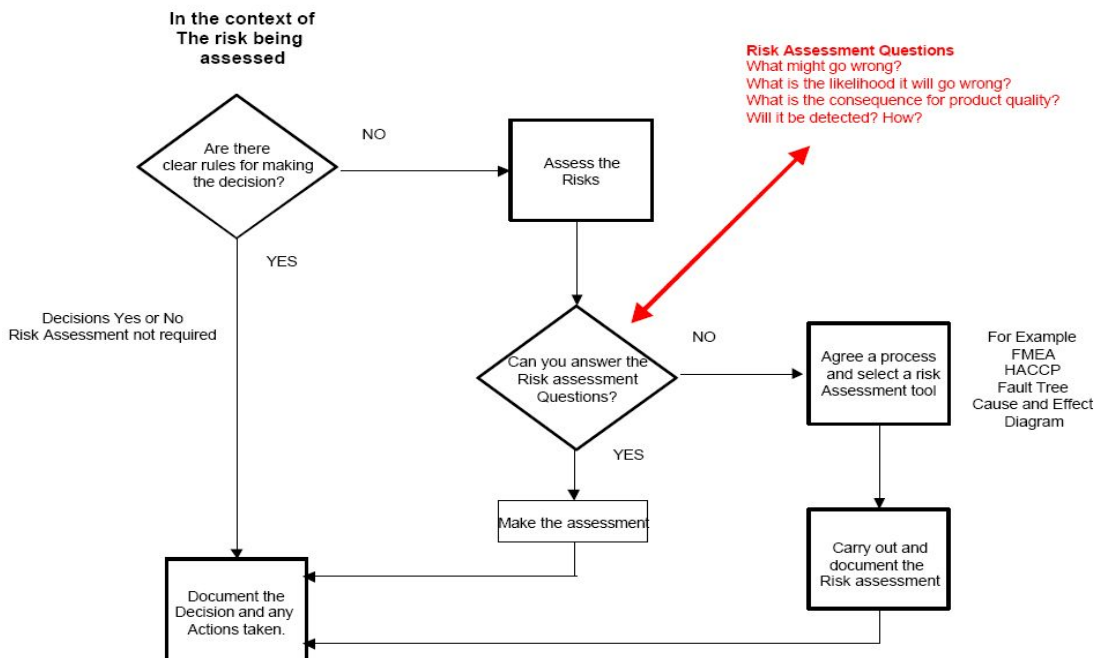 In the context of
The risk being
assessed
Risk Assessment Questions
What might go wrong?
What is the likelihood it will go wrong?
What is the consequence for product quality?
Will it be detected? How?
Are there
clear rules for making
the decision?
NO
Assess the
Risks
YES
Decisions Yes or No
Risk Assessment not required
Can you answer the
Risk assessment
Questions?
NO
Agree a process
and select a risk
Assessment tool
For Example
FMEA
HACCP
Fault Tree
Cause and Effect
Diagram
YES
Make the assessment
Carry out and
document the
Risk assessment
Document the
Decision and any
Actions taken.